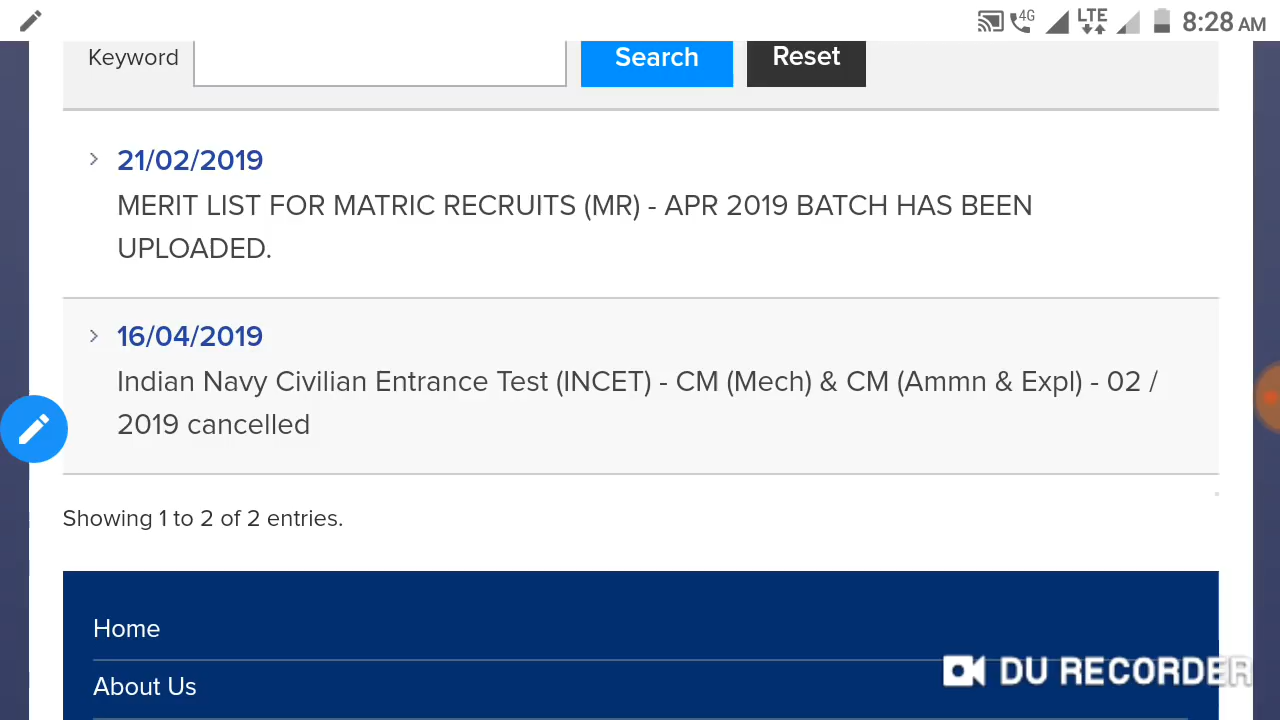 4G LTE 8:28 AM
Keyword Search Reset
21/02/2019
MERIT LIST FOR MATRIC RECRUITS (MR) - APR 2019 BATCH HAS BEEN
UPLOADED.
16/04/2019
Indian Navy Civilian Entrance Test (INCET) - CM (Mech) & CM (Ammn & Expl) - 02 /
2019 cancelled
Showing 1 to 2 of 2 entries.
Home
About Us
DU RECORDER